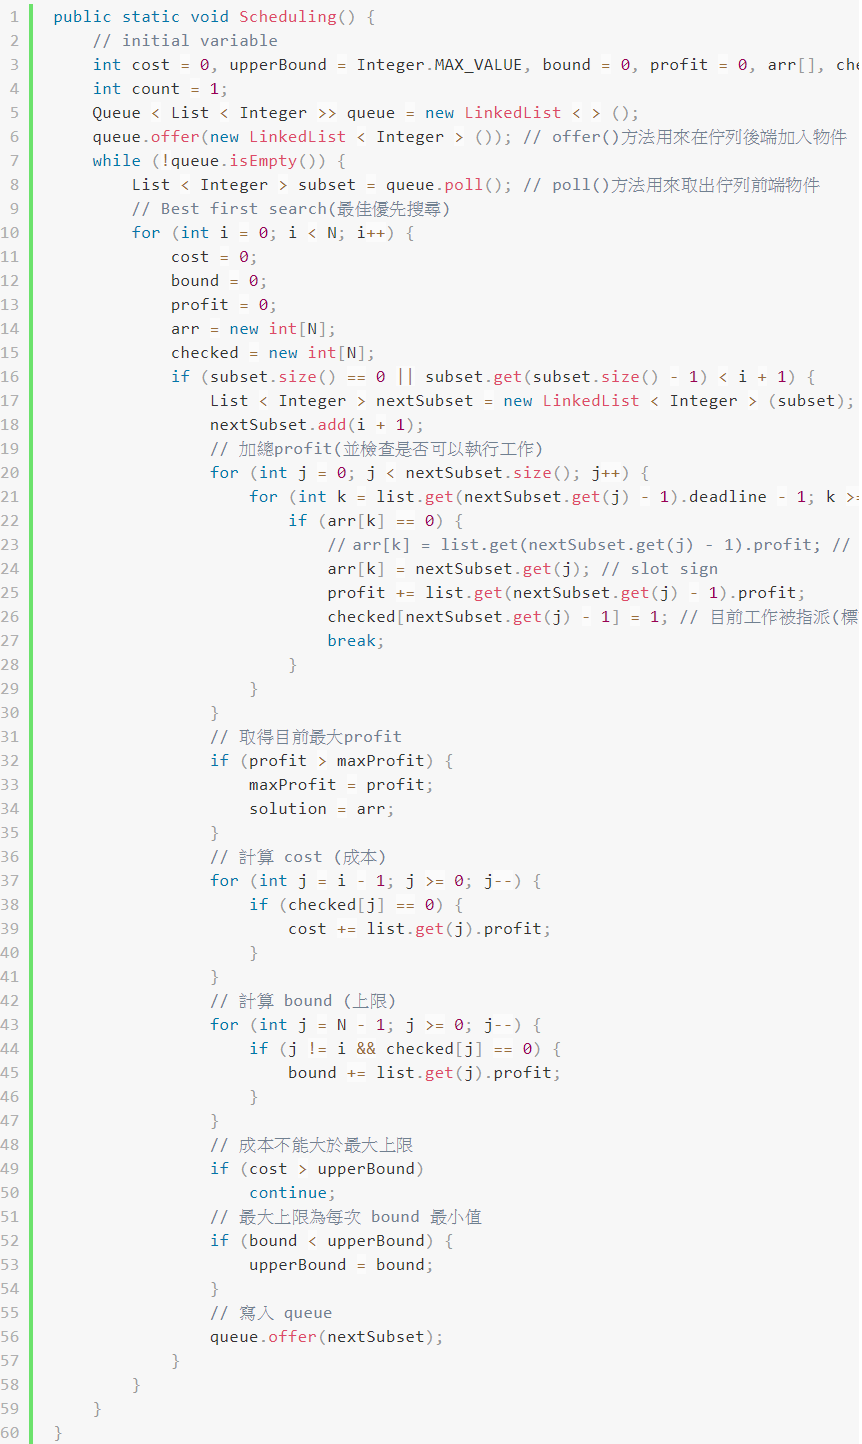 1 public static void Scheduling() {
2 // initial variable
3 int cost = 0, upperBound = Integer.MAX_VALUE, bound = 0, profit = 0, arr[],
4 int count = 1;
5 Queue < List < Integer >> queue = new LinkedList < > ();
6 queue.offer(new LinkedList < Integer > ()); // offer()方法用來在佇列後端加入物件
7 while (!queue.isEmpty()) {
8 List < Integer > subset = queue.poll(); // poll()方法用來取出佇列前端物件
9 // Best first search(最佳優先搜尋)
10 for (int i = 0; i < N; i++) {
11 cost = 0;
12 bound = 0;
13 profit = 0;
14 arr = new int[N];
15 checked = new int[N];
16 if (subset.size() == 0 || subset.get(subset.size() - 1) < i + 1) {
17 List < Integer > nextSubset = new LinkedList < Integer > (subset);
18 nextSubset.add(i + 1);
19 // 加總profit(並檢查是否可以執行工作)
20 for (int j = 0; j < nextSubset.size(); j++) {
21 for (int k = list.get(nextSubset.get(j) - 1).deadline - 1; k >=
22 if (arr[k] == 0) {
23 // arr[k] = list.get(nextSubset.get(j) - 1).profit; //
24 arr[k] = nextSubset.get(j); // slot sign
25 profit += list.get(nextSubset.get(j) - 1).profit;
26 checked[nextSubset.get(j) - 1] = 1; // 目前工作被指派(標
27 break;
28 }
29 }
30 }
31 // 取得目前最大profit
32 if (profit > maxProfit) {
33 maxProfit = profit;
34 solution = arr;
35 }
36 // 計算 cost (成本)
37 for (int j = i - 1; j >= 0; j--) {
38 if (checked[j] == 0) {
39 cost += list.get(j).profit;
40 }
41 }
42 // 計算 bound (上限)
43 for (int j = N - 1; j >= 0; j--) {
44 if (j != i && checked[j] == 0) {
45 bound += list.get(j).profit;
46 }
47 }
48 // 成本不能大於最大上限
49 if (cost > upperBound)
50 continue;
51 // 最大上限為每次 bound 最小值
52 if (bound < upperBound) {
53 upperBound = bound;
54 }
55 // 寫入 queue
56 queue.offer(nextSubset);
57 }
58 }
59 }
60 }